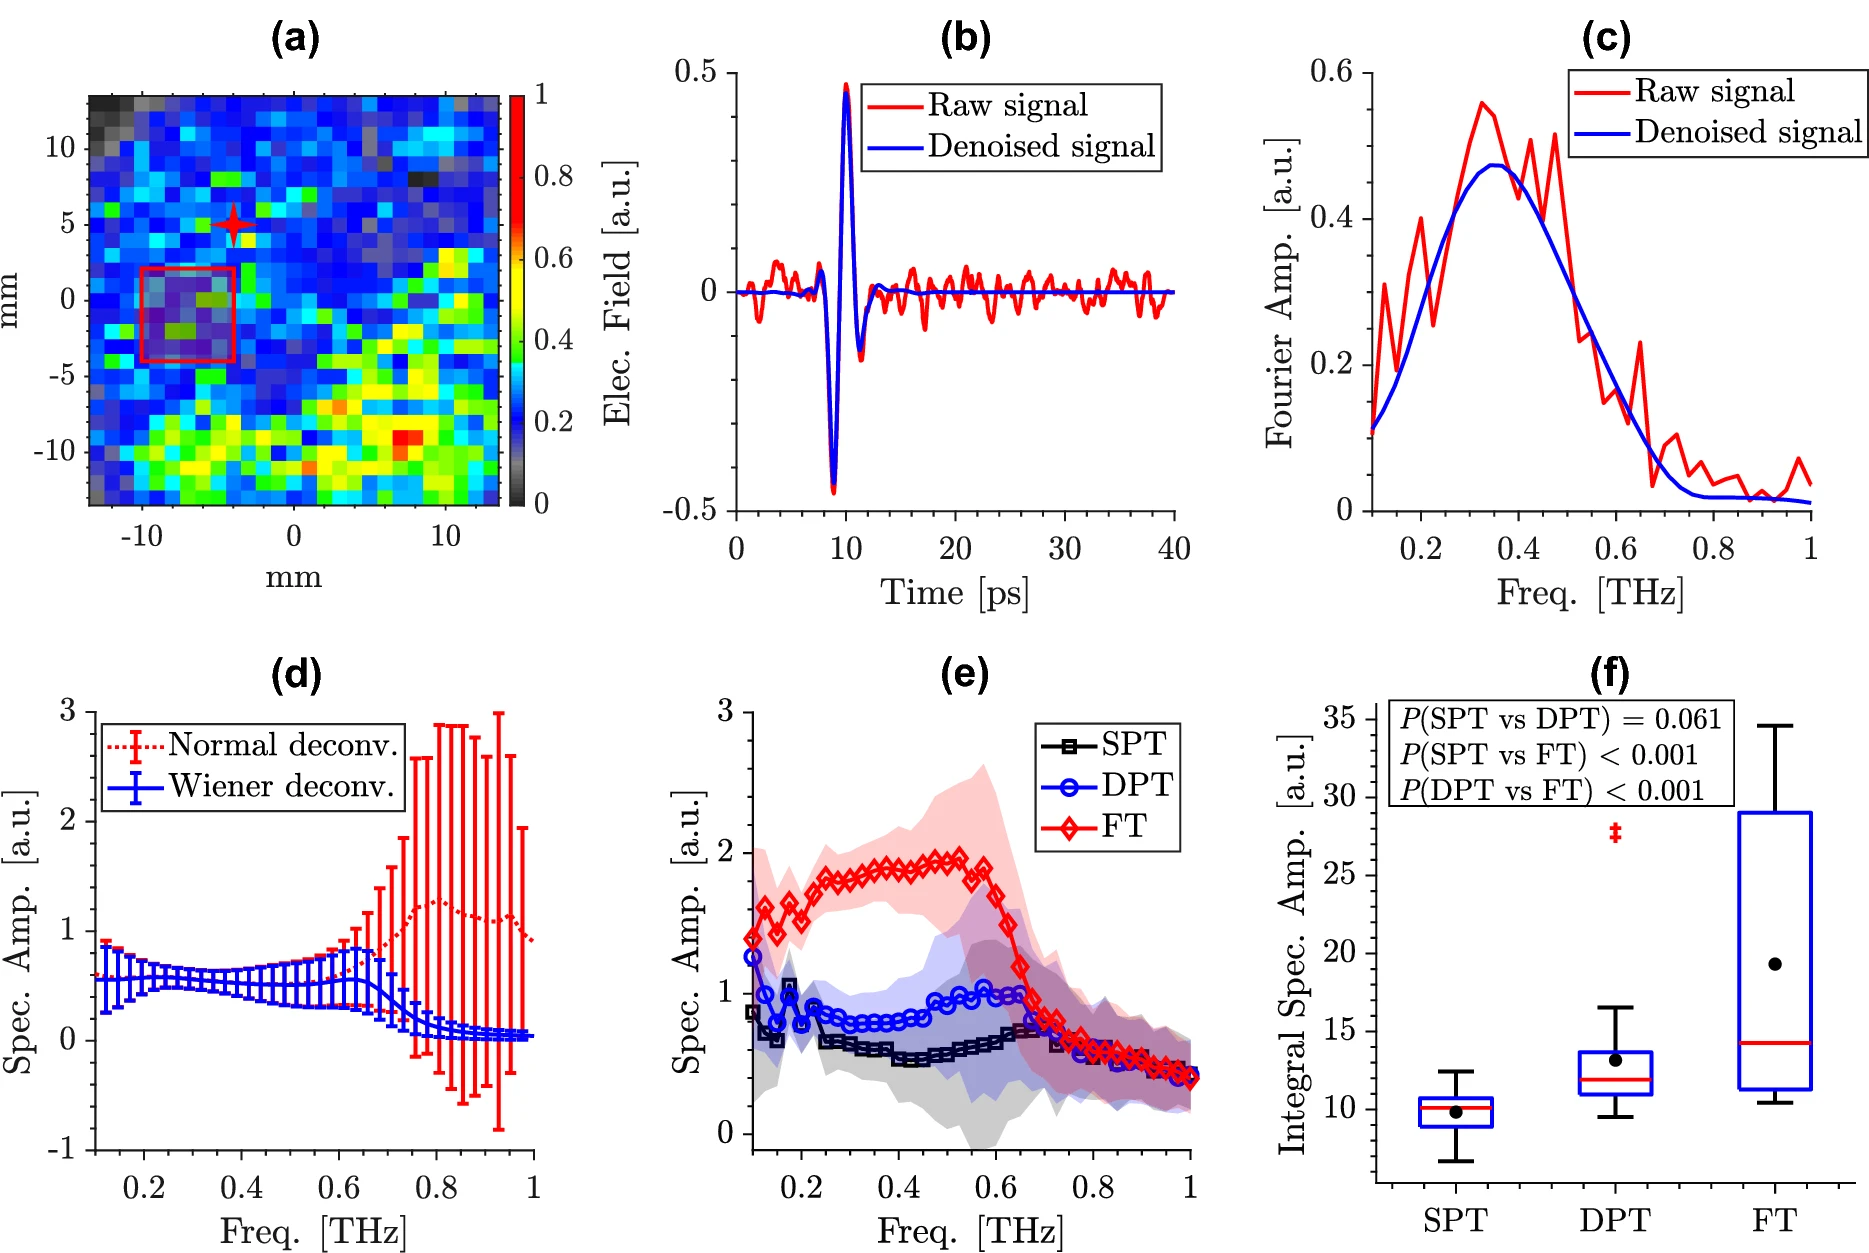 (a)
10
5
0
-5
-10
mm
-10
0
10
mm
1
0.8
0.6
0.4
0.2
0
Elec. Field [a.u.]
(b)
0.5
0
-0.5
Raw signal
Denoised signal
0
10
20
30
40
Time [ps]
(c)
0.6
0.4
0.2
0
Fourier Amp. [a.u.]
Raw signal
Denoised signal
0.2
0.4
0.6
0.8
1
Freq. [THz]
(d)
3
2
1
0
-1
Spec. Amp. [a.u.]
Normal deconv.
Wiener deconv.
0.2
0.4
0.6
0.8
1
Freq. [THz]
(e)
3
2
1
0
Spec. Amp. [a.u.]
SPT
DPT
FT
0.2
0.4
0.6
0.8
1
Freq. [THz]
(f)
35
30
25
20
15
10
Integral Spec. Amp. [a.u.]
P(SPT vs DPT) = 0.061
P(SPT vs FT) < 0.001
P(DPT vs FT) < 0.001
SPT
DPT
FT